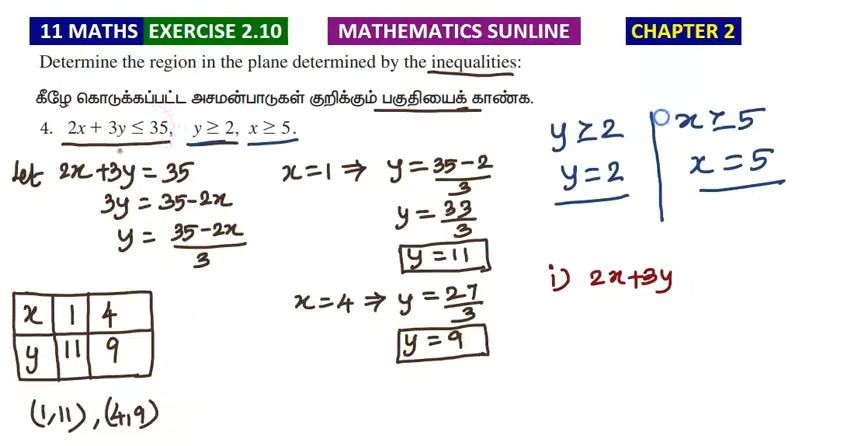 11 MATHS EXERCISE 2.10 MATHEMATICS SUNLINE CHAPTER 2
Determine the region in the plane determined by the inequalities:
கீழே கொடுக்கப்பட்ட அசமன்பாடுகள் குறிக்கும் பகுதியைக் காண்க.
4. 2x + 3y ≤ 35, y ≥ 2, x ≥ 5.
let 2x+3y = 35
3y = 35-2x
y = 35-2x/3
x | 1 | 4
y | 11 | 9
(1,11), (4,9)
x=1 ⇒ y = 35-2/3
y = 33/3
y = 11
x=4 ⇒ y = 27/3
y = 9
y ≥ 2
y = 2
x ≥ 5
x = 5
i) 2x+3y